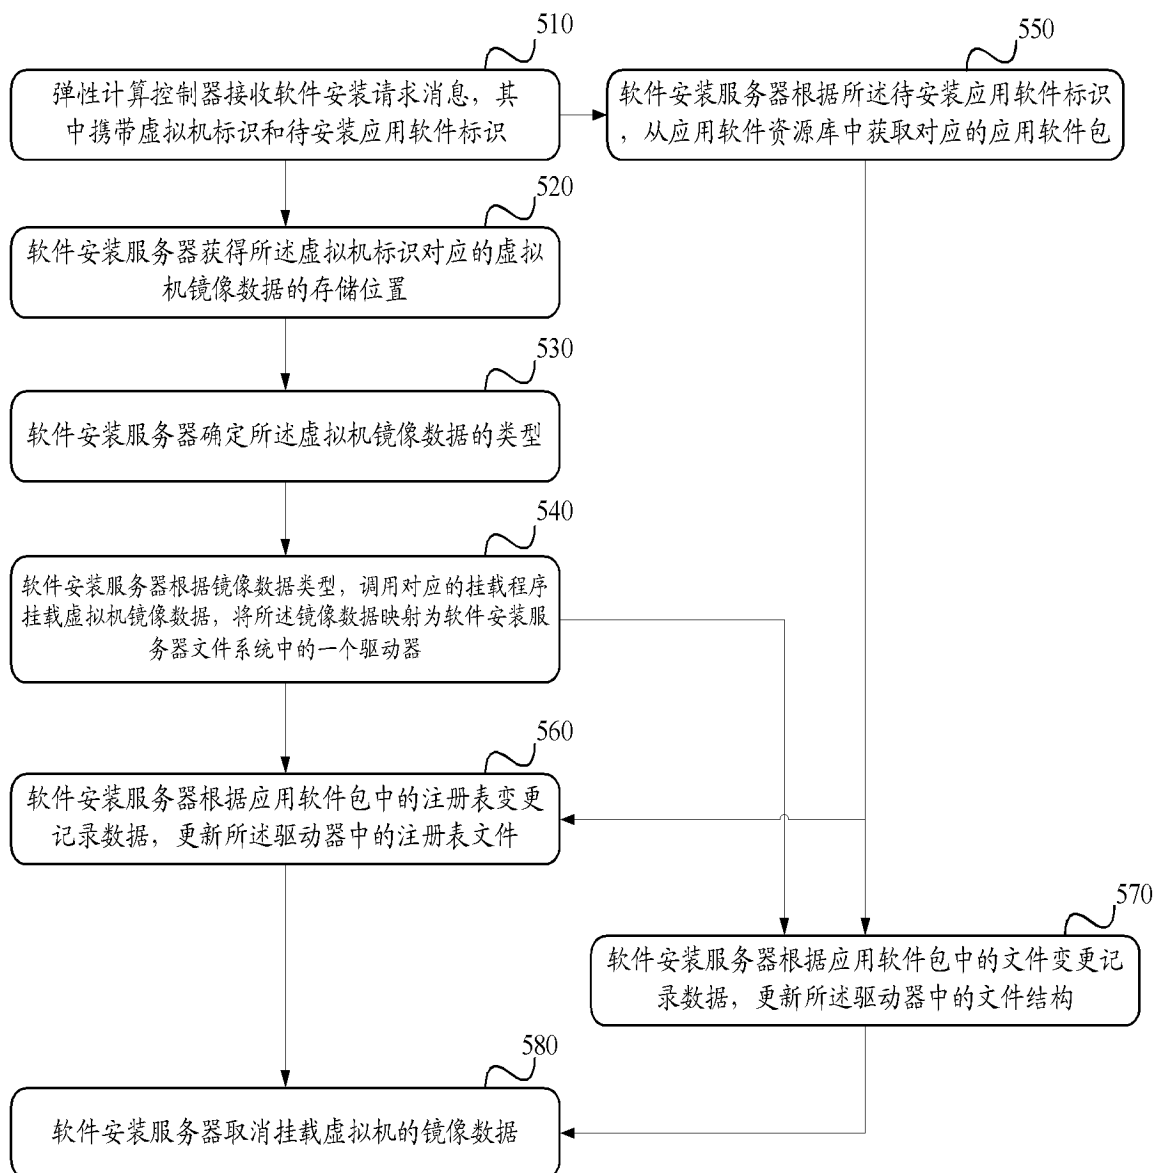 510
弹性计算控制器接收软件安装请求消息，其
中携带虚拟机标识和待安装应用软件标识
550
软件安装服务器根据所述待安装应用软件标识
，从应用软件资源库中获取对应的应用软件包
520
软件安装服务器获得所述虚拟机标识对应的虚拟
机镜像数据的存储位置
530
软件安装服务器确定所述虚拟机镜像数据的类型
540
软件安装服务器根据镜像数据类型，调用对应的挂载程序
挂载虚拟机镜像数据，将所述镜像数据映射为软件安装服
务器文件系统中的一个驱动器
560
软件安装服务器根据应用软件包中的注册表变更
记录数据，更新所述驱动器中的注册表文件
570
软件安装服务器根据应用软件包中的文件变更记
录数据，更新所述驱动器中的文件结构
580
软件安装服务器取消挂载虚拟机的镜像数据